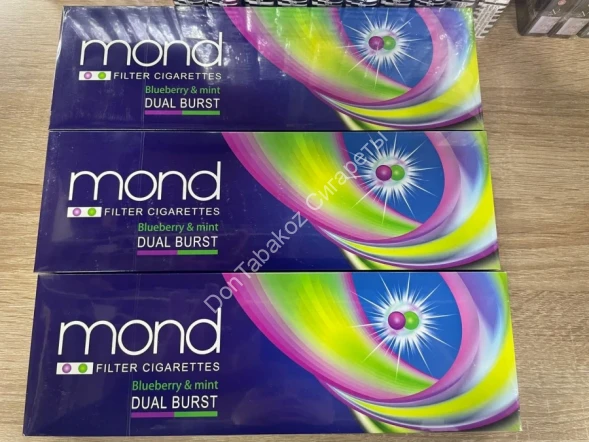 mond
FILTER CIGARETTES
Blueberry & mint
DUAL BURST
mond
FILTER CIGARETTES
Blueberry & mint
DUAL BURST
mond
FILTER CIGARETTES
Blueberry & mint
DUAL BURST
DonTabakoz Сигареты